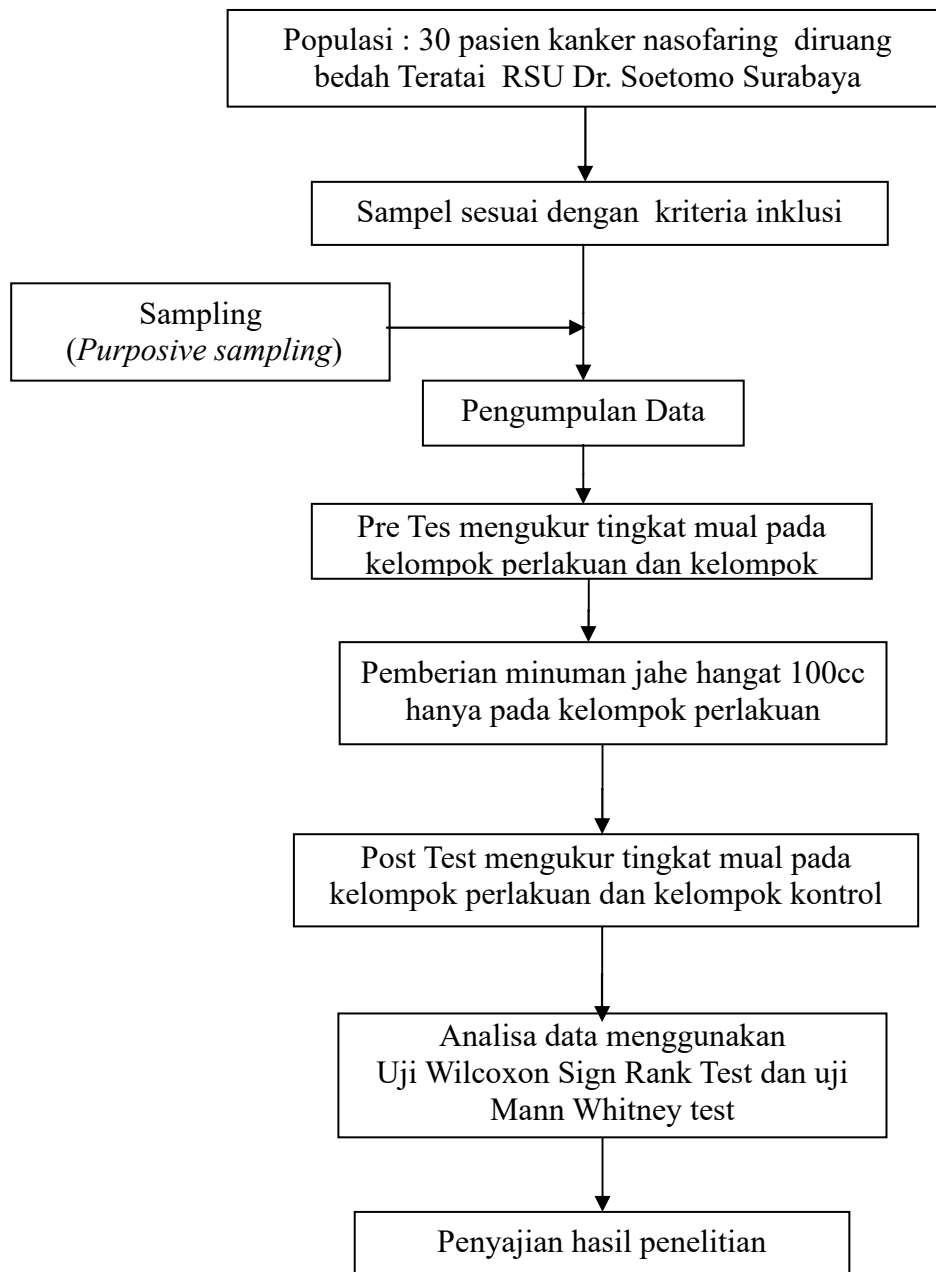 Populasi : 30 pasien kanker nasofaring diruang
bedah Teratai RSU Dr. Soetomo Surabaya
Sampel sesuai dengan kriteria inklusi
Sampling
(Purposive sampling)
Pengumpulan Data
Pre Tes mengukur tingkat mual pada
kelompok perlakuan dan kelompok
Pemberian minuman jahe hangat 100cc
hanya pada kelompok perlakuan
Post Test mengukur tingkat mual pada
kelompok perlakuan dan kelompok kontrol
Analisa data menggunakan
Uji Wilcoxon Sign Rank Test dan uji
Mann Whitney test
Penyajian hasil penelitian